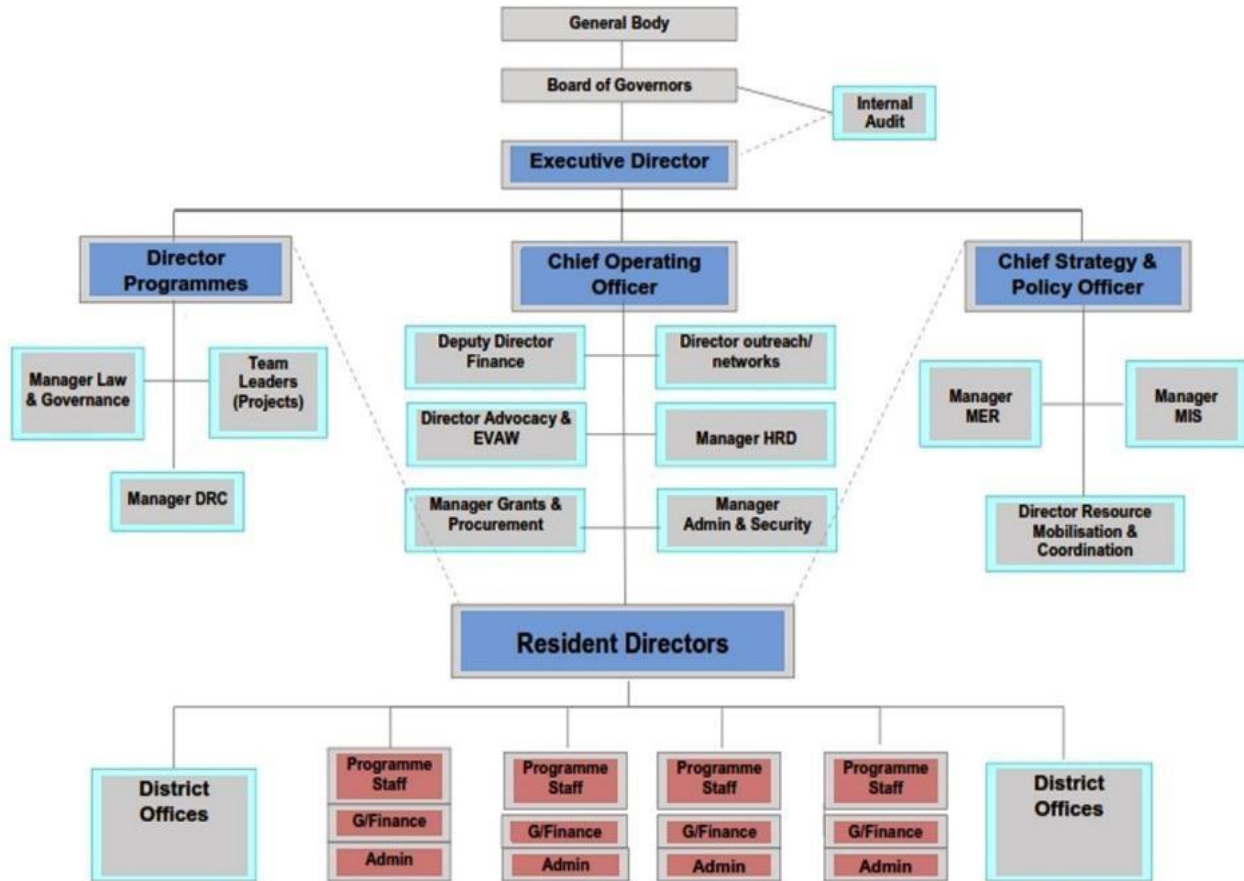 General Body
Board of Governors
Internal
Audit
Executive Director
Director
Programmes
Chief Operating
Officer
Chief Strategy &
Policy Officer
Manager Law
& Governance
Team
Leaders
(Projects)
Manager DRC
Deputy Director
Finance
Director outreach/
networks
Director Advocacy &
EVAW
Manager HRD
Manager Grants &
Procurement
Manager
Admin & Security
Manager
MER
Manager
MIS
Director Resource
Mobilisation &
Coordination
Resident Directors
District
Offices
Programme
Staff
G/Finance
Admin
Programme
Staff
G/Finance
Admin
Programme
Staff
G/Finance
Admin
Programme
Staff
G/Finance
Admin
District
Offices